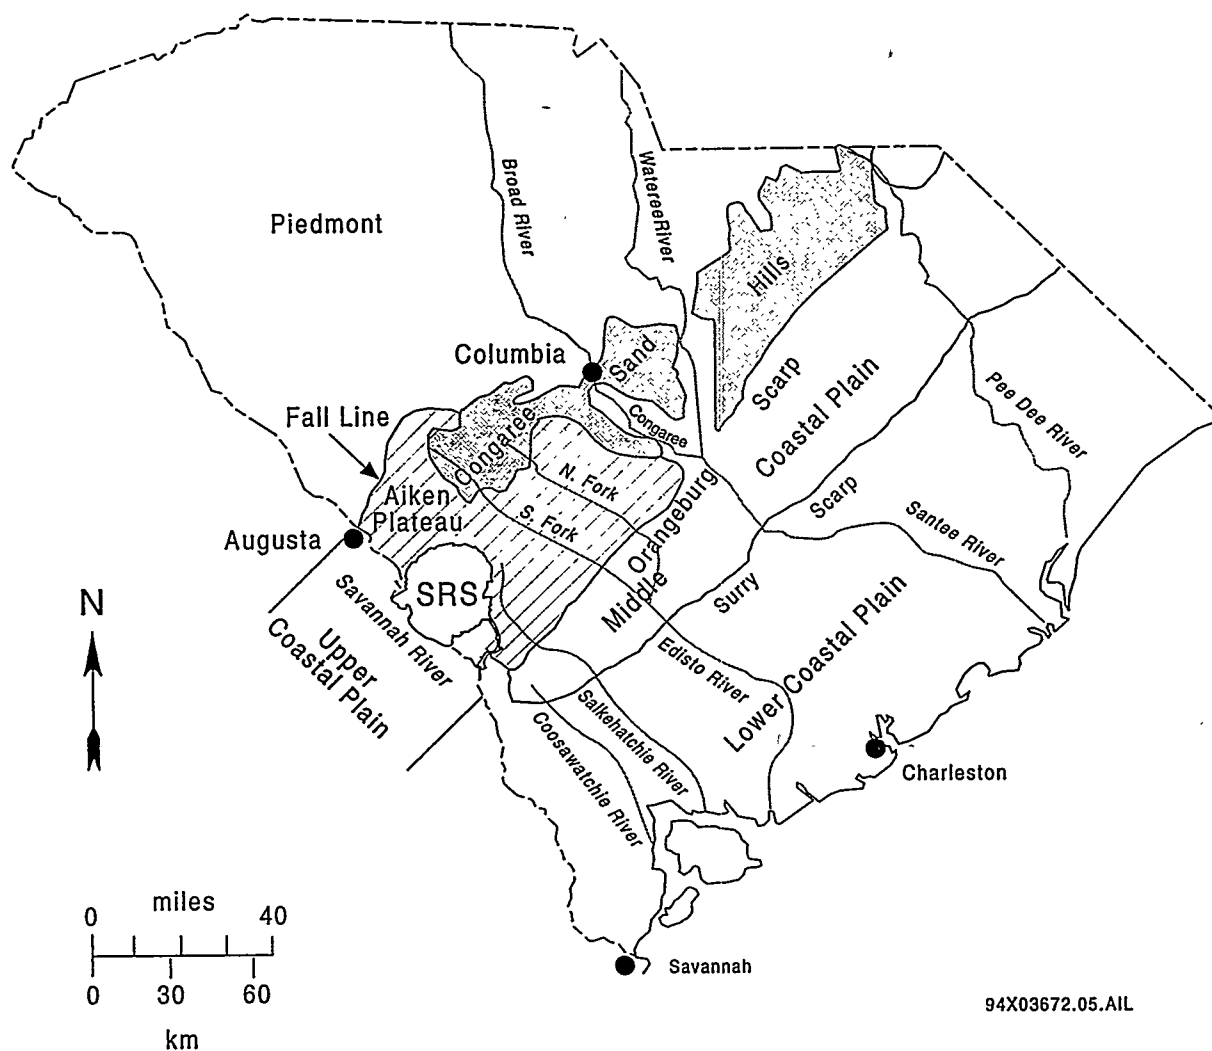 Piedmont
Broad River
WatereeRiver
Hills
Columbia
Sand
Scarp
Coastal Plain
Pee Dee River
Fall Line
Congaree
Congaree
N. Fork
Aiken
Plateau
S. Fork
Orangeburg
Scarp
Santee River
Augusta
SRS
Middle
Surry
N
Savannah River
Upper
Coastal Plain
Edisto River
Lower Coastal Plain
Salkehatchie River
Coosawatchie River
Charleston
0 miles 40
0 30 60
km
Savannah
94X03672.05.AIL